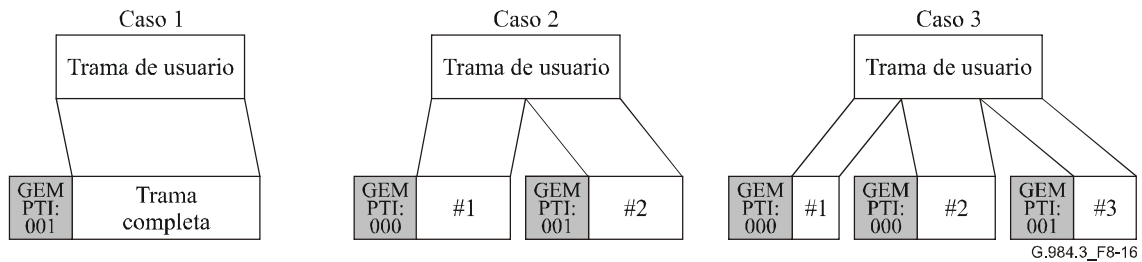 Caso 1
Trama de usuario
GEM
PTI:
001
Trama
completa
Caso 2
Trama de usuario
GEM
PTI:
000
#1
GEM
PTI:
001
#2
Caso 3
Trama de usuario
GEM
PTI:
000
#1
GEM
PTI:
000
#2
GEM
PTI:
001
#3
G.984.3_F8-16